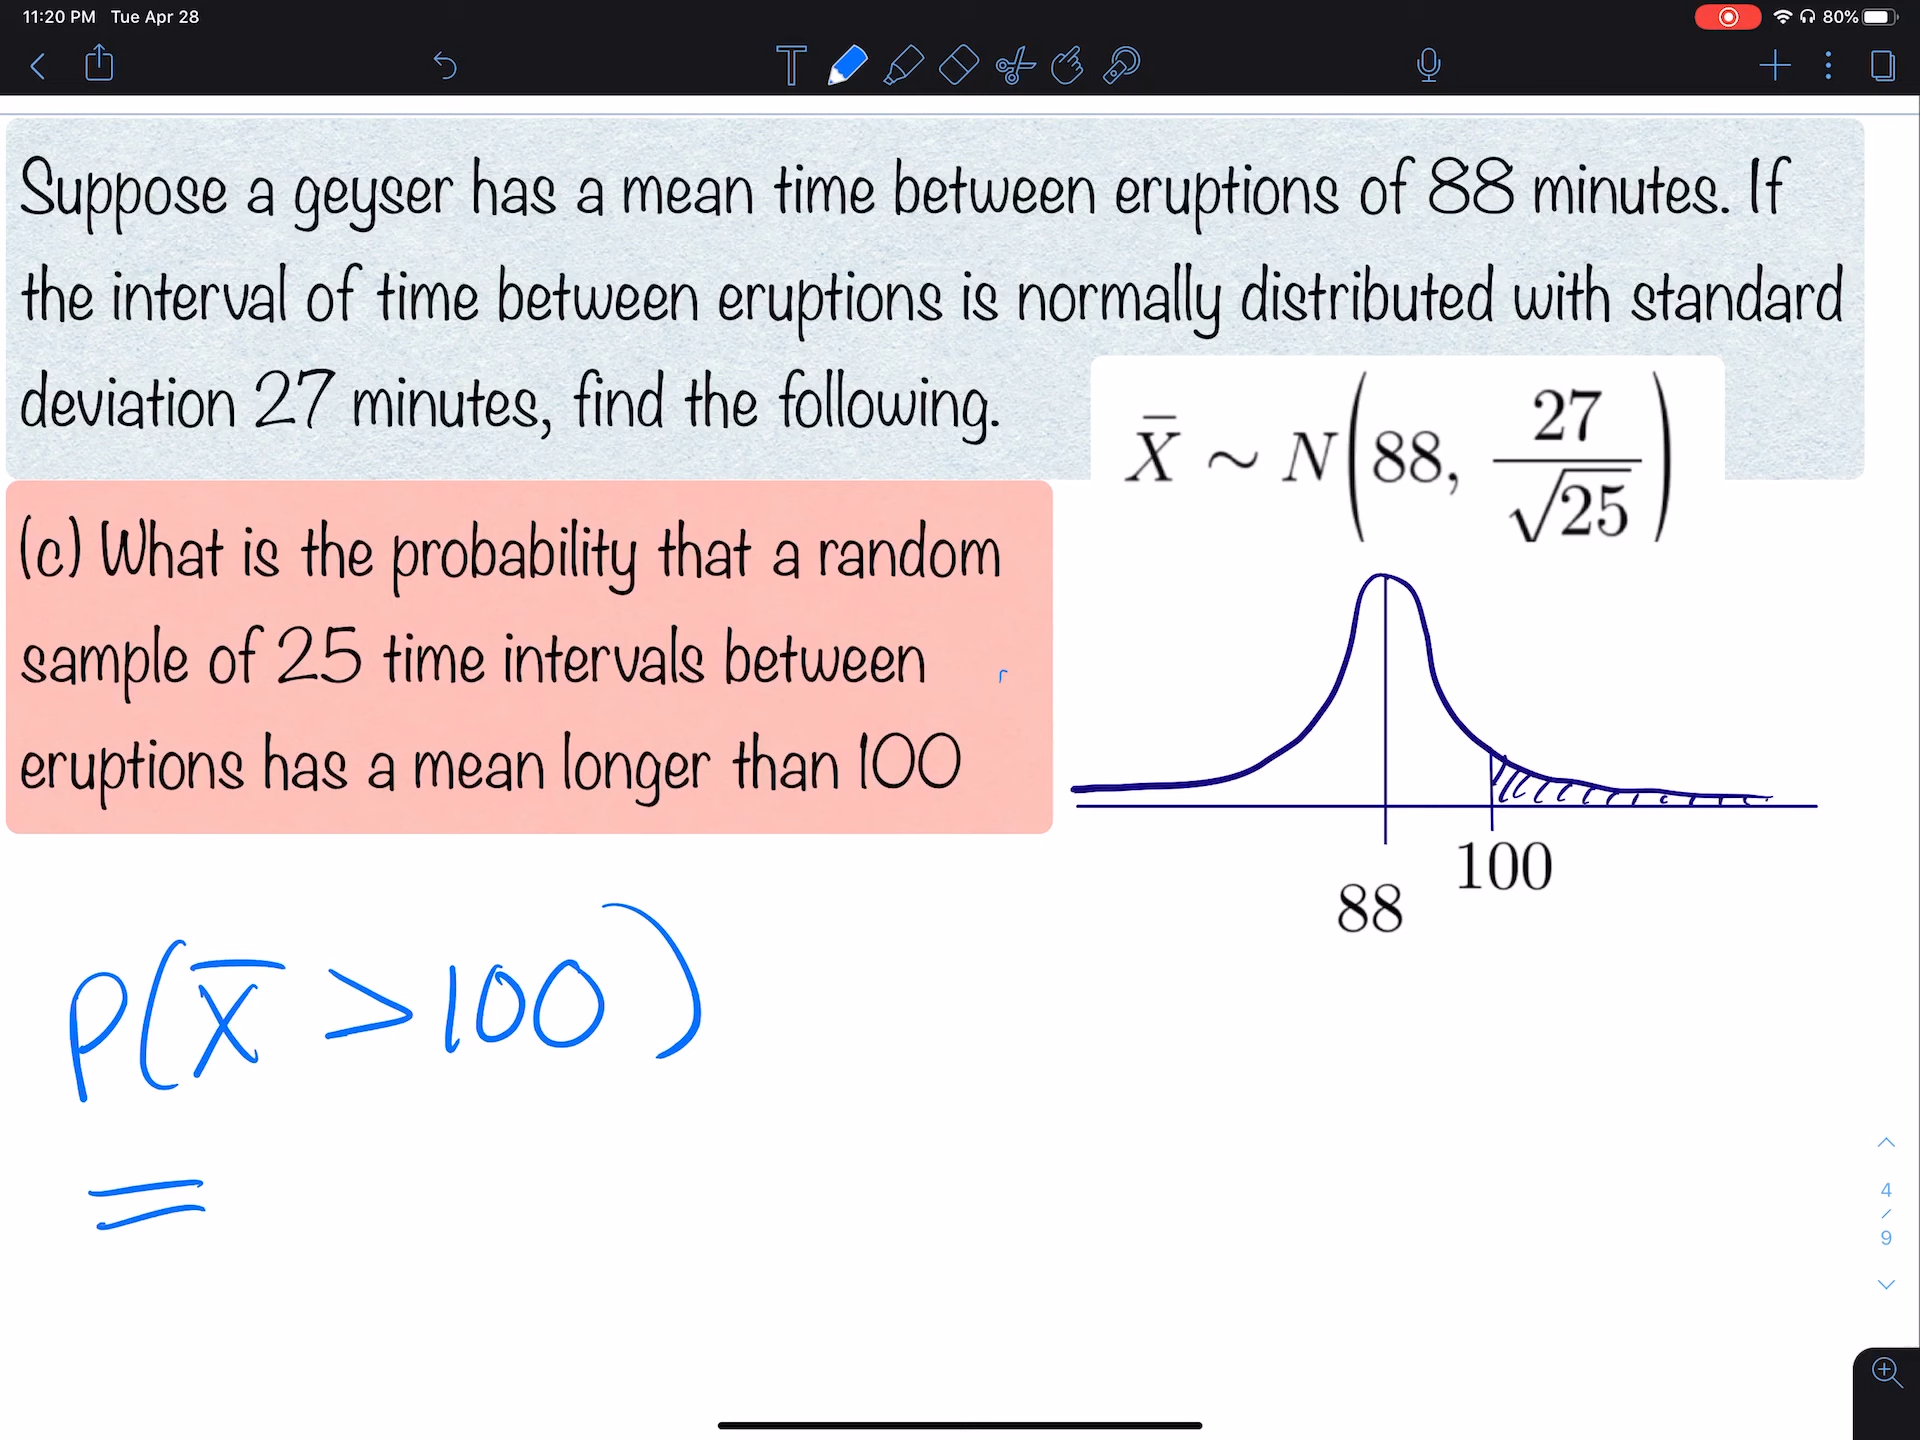 11:20 PM Tue Apr 28
80%
T
Suppose a geyser has a mean time between eruptions of 88 minutes. If
the interval of time between eruptions is normally distributed with standard
deviation 27 minutes, find the following.
X̄ ~ N(88, 27/√25)
(c) What is the probability that a random
sample of 25 time intervals between
eruptions has a mean longer than 100
100
88
P(x̄ > 100)
=
4
/
9